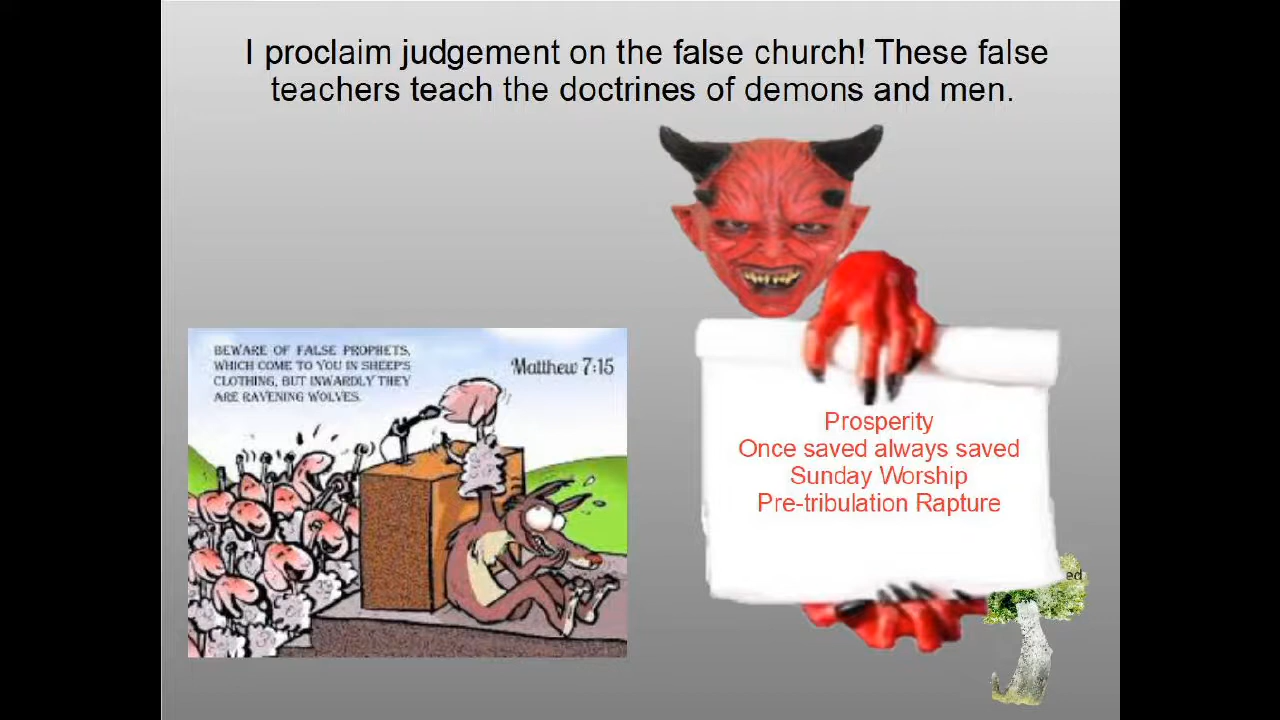 I proclaim judgement on the false church! These false
teachers teach the doctrines of demons and men.
BEWARE OF FALSE PROPHETS,
WHICH COME TO YOU IN SHEEP'S
CLOTHING, BUT INWARDLY THEY
ARE RAVENING WOLVES.
Matthew 7:15
Prosperity
Once saved always saved
Sunday Worship
Pre-tribulation Rapture